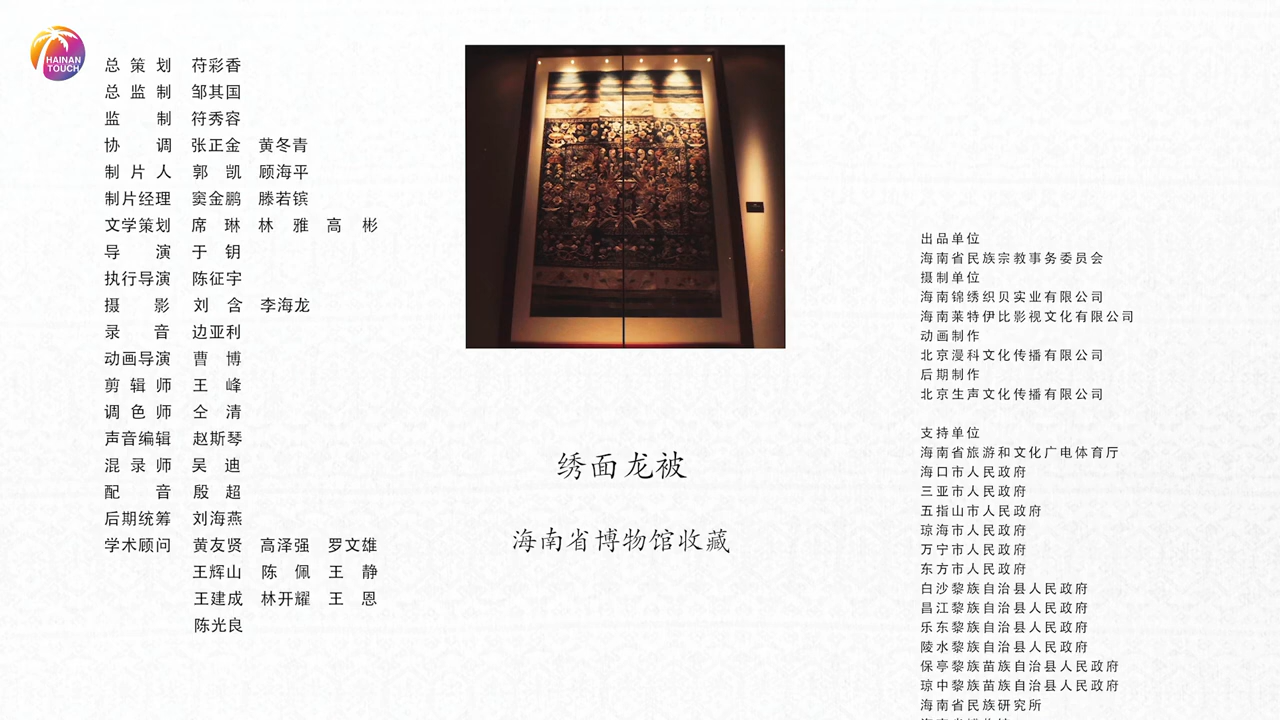 HAINAN
TOUCH
总策划 苻彩香
总监制 邹其国
监制 符秀容
协调 张正金 黄冬青
制片人 郭凯 顾海平
制片经理 窦金鹏 滕若镔
文学策划 席琳 林雅 高彬
导演 于钥
执行导演 陈征宇
摄影 刘含 李海龙
录音 边亚利
动画导演 曹博
剪辑师 王峰
调色师 仝清
声音编辑 赵斯琴
混录师 吴迪
配音 殷超
后期统筹 刘海燕
学术顾问 黄友贤 高泽强 罗文雄
王辉山 陈佩 王静
王建成 林开耀 王恩
陈光良
绣面龙被
海南省博物馆收藏
出品单位
海南省民族宗教事务委员会
摄制单位
海南锦绣织贝实业有限公司
海南莱特伊比影视文化有限公司
动画制作
北京漫科文化传播有限公司
后期制作
北京生声文化传播有限公司
支持单位
海南省旅游和文化广电体育厅
海口市人民政府
三亚市人民政府
五指山市人民政府
琼海市人民政府
万宁市人民政府
东方市人民政府
白沙黎族自治县人民政府
昌江黎族自治县人民政府
乐东黎族自治县人民政府
陵水黎族自治县人民政府
保亭黎族苗族自治县人民政府
琼中黎族苗族自治县人民政府
海南省民族研究所